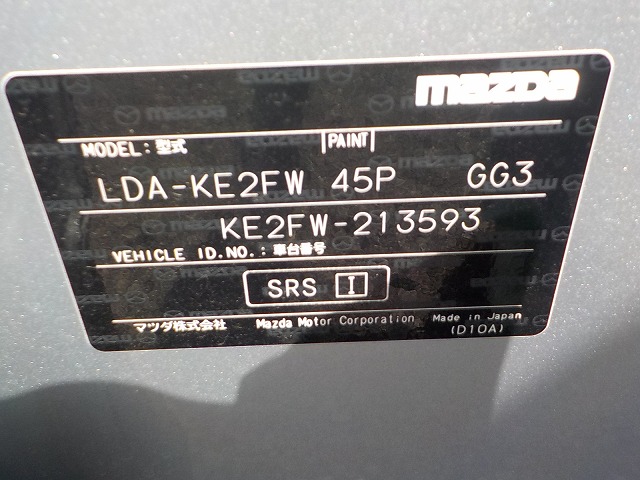 mazda
MODEL: 型式 PAINT
LDA-KE2FW 45P GG3
KE2FW-213593
VEHICLE ID.NO.: 車台番号
SRS I
マツダ株式会社 Mazda Motor Corporation Made in Japan
(D10A)